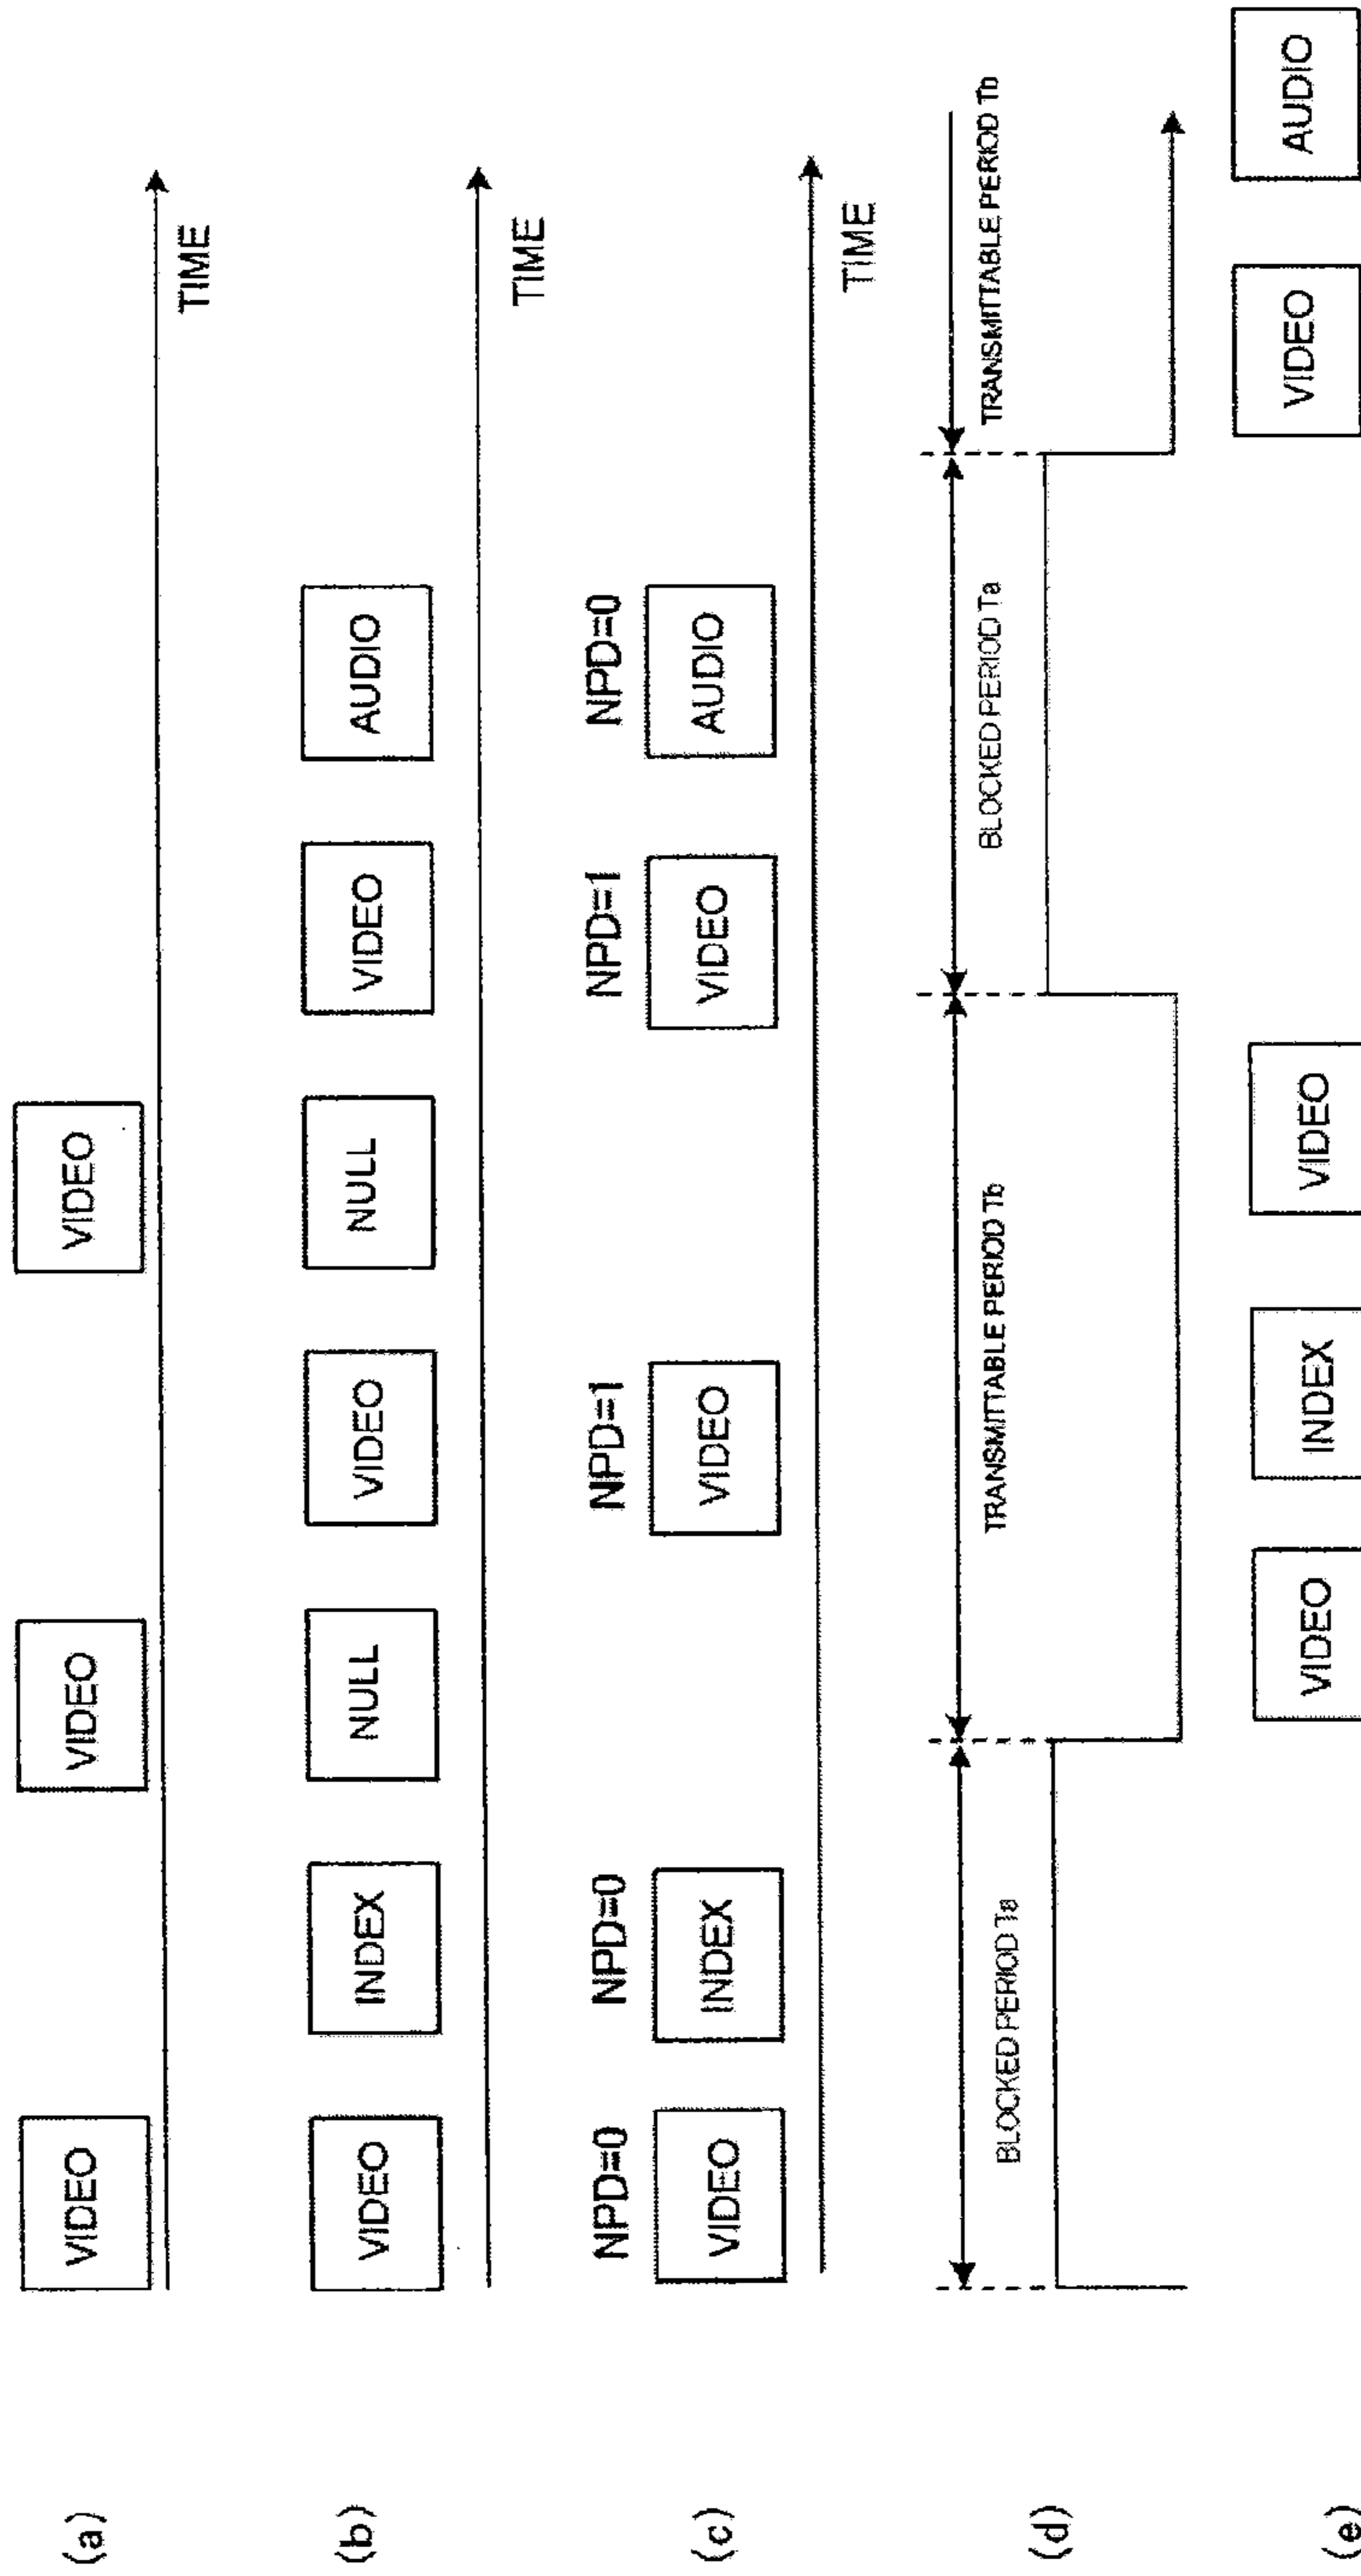 (a)
VIDEO
VIDEO
VIDEO
TIME
(b)
VIDEO
INDEX
NULL
VIDEO
NULL
VIDEO
AUDIO
TIME
(c)
NPD=0
NPD=0
NPD=1
NPD=1
NPD=0
VIDEO
INDEX
VIDEO
VIDEO
AUDIO
TIME
(d)
BLOCKED PERIOD Ta
TRANSMITTABLE PERIOD Tb
BLOCKED PERIOD Ta
TRANSMITTABLE PERIOD Tb
(e)
VIDEO
INDEX
VIDEO
VIDEO
AUDIO